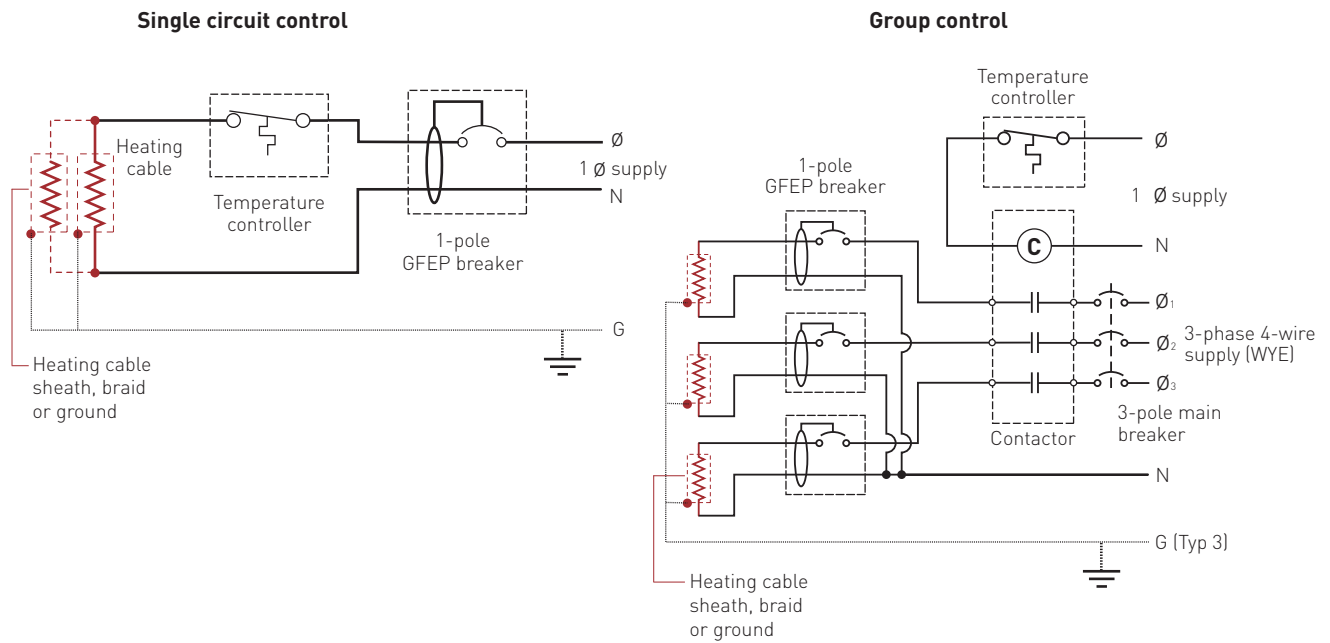 Single circuit control
Heating
cable
Temperature
controller
1-pole
GFEP breaker
Ø
1 Ø supply
N
G
Heating cable
sheath, braid
or ground
Group control
Temperature
controller
Ø
1 Ø supply
N
C
1-pole
GFEP breaker
Ø1
Ø2 3-phase 4-wire
supply (WYE)
Ø3
3-pole main
breaker
Contactor
N
G (Typ 3)
Heating cable
sheath, braid
or ground